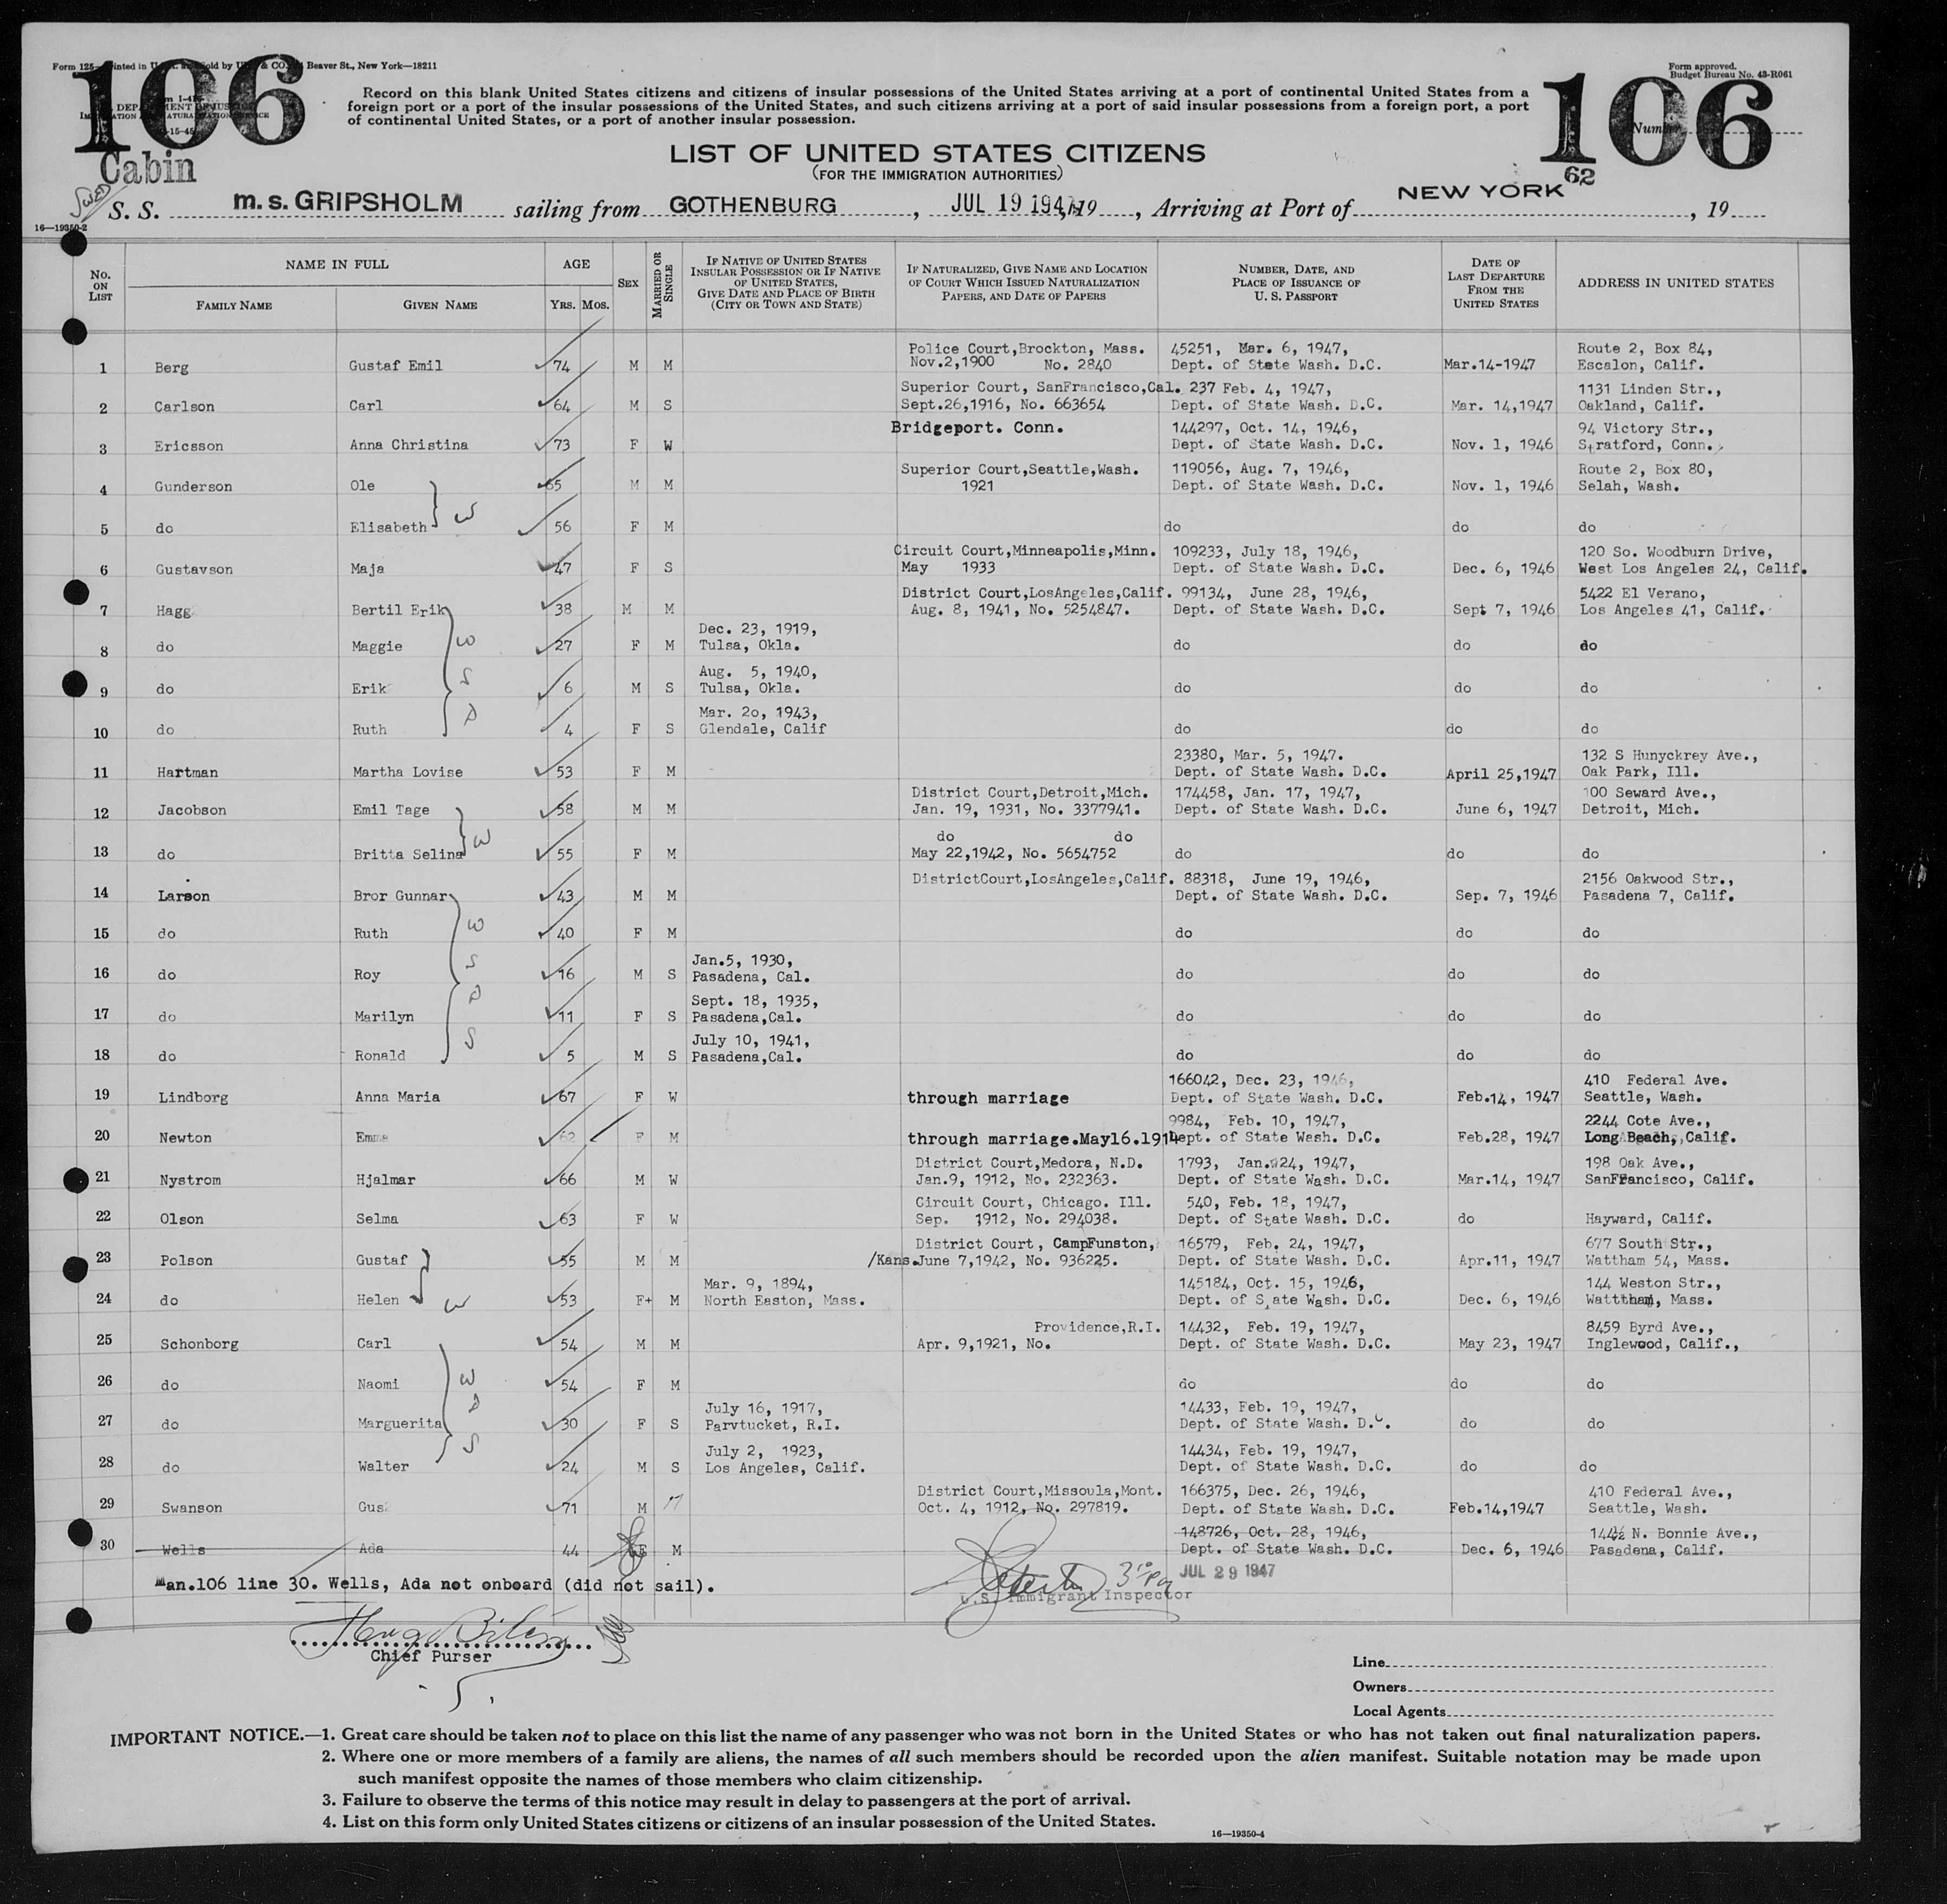 106
106
Form approved.
Budget Bureau No. 43-R061
Beaver St., New York—18211
Record on this blank United States citizens and citizens of insular possessions of the United States arriving at a port of continental United States from a
foreign port or a port of the insular possessions of the United States, and such citizens arriving at a port of said insular possessions from a foreign port, a port
of continental United States, or a port of another insular possession.
Cabin
LIST OF UNITED STATES CITIZENS
(FOR THE IMMIGRATION AUTHORITIES)
62
S. S. m.s. GRIPSHOLM sailing from GOTHENBURG, JUL 19 1947, 19, Arriving at Port of NEW YORK, 19
16—19350-2
No. ON LIST NAME IN FULL AGE SEX MARRIED OR SINGLE IF NATIVE OF UNITED STATES INSULAR POSSESSION OR IF NATIVE OF UNITED STATES, GIVE DATE AND PLACE OF BIRTH (CITY OR TOWN AND STATE) IF NATURALIZED, GIVE NAME AND LOCATION OF COURT WHICH ISSUED NATURALIZATION PAPERS, AND DATE OF PAPERS NUMBER, DATE, AND PLACE OF ISSUANCE OF U. S. PASSPORT DATE OF LAST DEPARTURE FROM THE UNITED STATES ADDRESS IN UNITED STATES
FAMILY NAME GIVEN NAME YRS. MOS.
Police Court,Brockton, Mass. 45251, Mar. 6, 1947, Route 2, Box 84,
1 Berg Gustaf Emil 74 M M Nov.2,1900 No. 2840 Dept. of State Wash. D.C. Mar.14-1947 Escalon, Calif.
Superior Court, SanFrancisco,Cal. 237 Feb. 4, 1947, 1131 Linden Str.,
2 Carlson Carl 64 M S Sept.26,1916, No. 663654 Dept. of State Wash. D.C. Mar. 14,1947 Oakland, Calif.
Bridgeport. Conn. 144297, Oct. 14, 1946, 94 Victory Str.,
3 Ericsson Anna Christina 73 F W Dept. of State Wash. D.C. Nov. 1, 1946 Stratford, Conn.
Superior Court,Seattle,Wash. 119056, Aug. 7, 1946, Route 2, Box 80,
4 Gunderson Ole 65 M M 1921 Dept. of State Wash. D.C. Nov. 1, 1946 Selah, Wash.
5 do Elisabeth W 56 F M do do do
Circuit Court,Minneapolis,Minn. 109233, July 18, 1946, 120 So. Woodburn Drive,
6 Gustavson Maja 47 F S May 1933 Dept. of State Wash. D.C. Dec. 6, 1946 West Los Angeles 24, Calif.
District Court,LosAngeles,Calif. 99134, June 28, 1946, 5422 El Verano,
7 Hagg Bertil Erik 38 M M Aug. 8, 1941, No. 5254847. Dept. of State Wash. D.C. Sept 7, 1946 Los Angeles 41, Calif.
Dec. 23, 1919,
8 do Maggie W 27 F M Tulsa, Okla. do do do
Aug. 5, 1940,
9 do Erik S 6 M S Tulsa, Okla. do do do
Mar. 2o, 1943,
10 do Ruth D 4 F S Glendale, Calif do do do
23380, Mar. 5, 1947. 132 S Hunyckrey Ave.,
11 Hartman Martha Lovise 53 F M Dept. of State Wash. D.C. April 25,1947 Oak Park, Ill.
District Court,Detroit,Mich. 174458, Jan. 17, 1947, 100 Seward Ave.,
12 Jacobson Emil Tage 58 M M Jan. 19, 1931, No. 3377941. Dept. of State Wash. D.C. June 6, 1947 Detroit, Mich.
do do
13 do Britta Selina W 55 F M May 22,1942, No. 5654752 do do do
DistrictCourt,LosAngeles,Calif. 88318, June 19, 1946, 2156 Oakwood Str.,
14 Larson Bror Gunnar 43 M M Dept. of State Wash. D.C. Sep. 7, 1946 Pasadena 7, Calif.
15 do Ruth W 40 F M do do do
Jan.5, 1930,
16 do Roy S 16 M S Pasadena, Cal. do do do
Sept. 18, 1935,
17 do Marilyn D 11 F S Pasadena,Cal. do do do
July 10, 1941,
18 do Ronald S 5 M S Pasadena,Cal. do do do
166042, Dec. 23, 1946, 410 Federal Ave.
19 Lindborg Anna Maria 67 F W through marriage Dept. of State Wash. D.C. Feb.14, 1947 Seattle, Wash.
9984, Feb. 10, 1947, 2244 Cote Ave.,
20 Newton Emma 62 F M through marriage.May16.1914 Dept. of State Wash. D.C. Feb.28, 1947 Long Beach, Calif.
District Court,Medora, N.D. 1793, Jan. 24, 1947, 198 Oak Ave.,
21 Nystrom Hjalmar 66 M W Jan.9, 1912, No. 232363. Dept. of State Wash. D.C. Mar.14, 1947 SanFrancisco, Calif.
Circuit Court, Chicago. Ill. 540, Feb. 18, 1947,
22 Olson Selma 63 F W Sep. 1912, No. 294038. Dept. of State Wash. D.C. do Hayward, Calif.
District Court, CampFunston, 16579, Feb. 24, 1947, 677 South Str.,
23 Polson Gustaf 55 M M /Kans.June 7,1942, No. 936225. Dept. of State Wash. D.C. Apr.11, 1947 Wattham 54, Mass.
Mar. 9, 1894, 145184, Oct. 15, 1946, 144 Weston Str.,
24 do Helen W 53 F+ M North Easton, Mass. Dept. of State Wash. D.C. Dec. 6, 1946 Wattham, Mass.
Providence,R.I. 14432, Feb. 19, 1947, 8459 Byrd Ave.,
25 Schonborg Carl 54 M M Apr. 9,1921, No. Dept. of State Wash. D.C. May 23, 1947 Inglewood, Calif.,
26 do Naomi W 54 F M do do do
July 16, 1917, 14433, Feb. 19, 1947,
27 do Marguerita D 30 F S Parvtucket, R.I. Dept. of State Wash. D.C. do do
July 2, 1923, 14434, Feb. 19, 1947,
28 do Walter S 24 M S Los Angeles, Calif. Dept. of State Wash. D.C. do do
District Court,Missoula,Mont. 166375, Dec. 26, 1946, 410 Federal Ave.,
29 Swanson Gus 71 M M Oct. 4, 1912, No. 297819. Dept. of State Wash. D.C. Feb.14,1947 Seattle, Wash.
148726, Oct. 28, 1946, N. Bonnie Ave.,
30 Wells Ada 44 F M Dept. of State Wash. D.C. Dec. 6, 1946 Pasadena, Calif.
JUL 29 1947
Man.106 line 30. Wells, Ada not onboard (did not sail).
U.S. Immigrant Inspector
Chief Purser
Line
Owners
Local Agents
IMPORTANT NOTICE.—1. Great care should be taken not to place on this list the name of any passenger who was not born in the United States or who has not taken out final naturalization papers.
2. Where one or more members of a family are aliens, the names of all such members should be recorded upon the alien manifest. Suitable notation may be made upon
such manifest opposite the names of those members who claim citizenship.
3. Failure to observe the terms of this notice may result in delay to passengers at the port of arrival.
4. List on this form only United States citizens or citizens of an insular possession of the United States.
16—19350-4